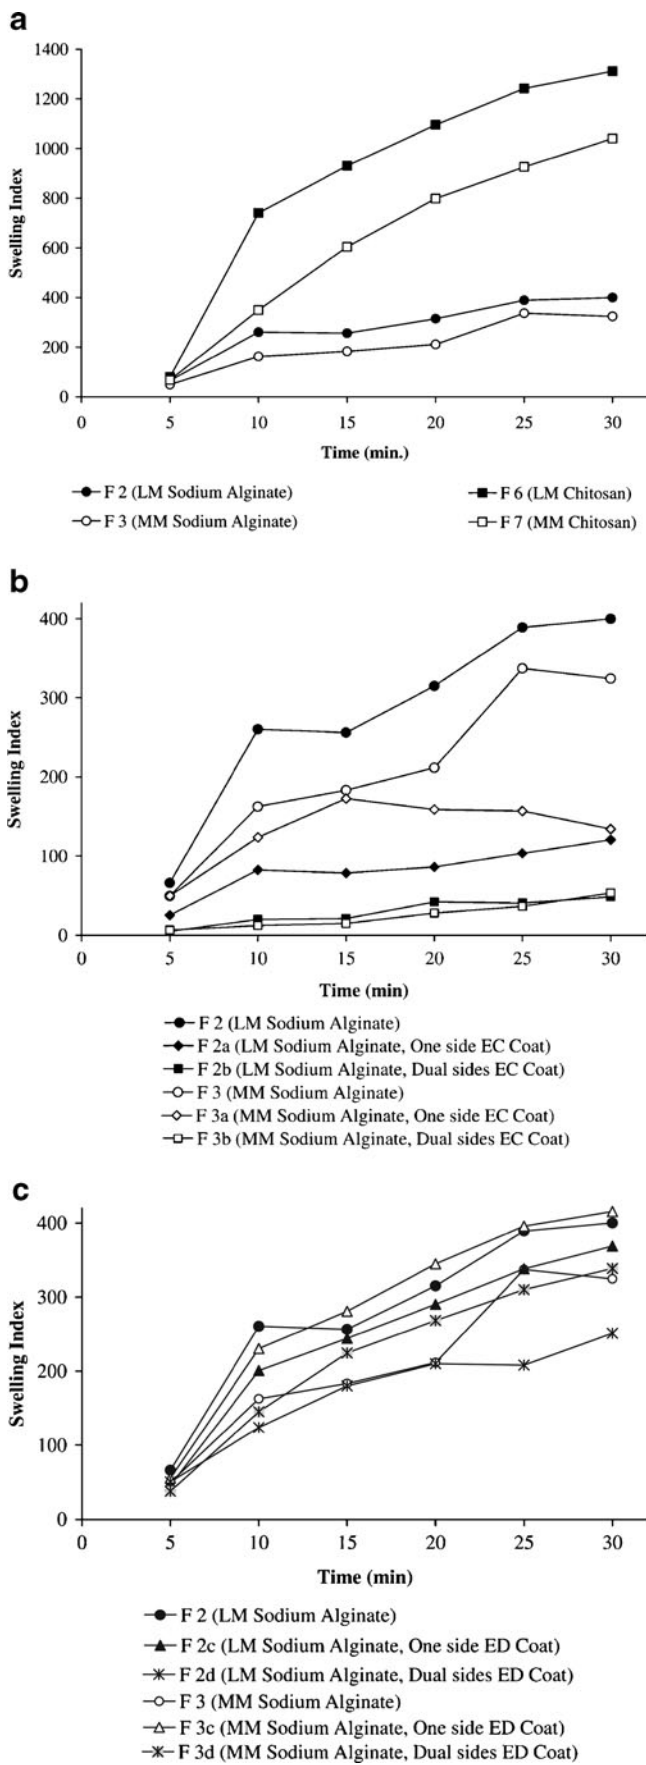 a
1400
1200
1000
800
600
400
200
0
Swelling Index
0 5 10 15 20 25 30
Time (min.)
F 2 (LM Sodium Alginate)
F 6 (LM Chitosan)
F 3 (MM Sodium Alginate)
F 7 (MM Chitosan)
b
400
300
200
100
0
Swelling Index
0 5 10 15 20 25 30
Time (min)
F 2 (LM Sodium Alginate)
F 2a (LM Sodium Alginate, One side EC Coat)
F 2b (LM Sodium Alginate, Dual sides EC Coat)
F 3 (MM Sodium Alginate)
F 3a (MM Sodium Alginate, One side EC Coat)
F 3b (MM Sodium Alginate, Dual sides EC Coat)
c
400
300
200
100
0
Swelling Index
0 5 10 15 20 25 30
Time (min)
F 2 (LM Sodium Alginate)
F 2c (LM Sodium Alginate, One side ED Coat)
F 2d (LM Sodium Alginate, Dual sides ED Coat)
F 3 (MM Sodium Alginate)
F 3c (MM Sodium Alginate, One side ED Coat)
F 3d (MM Sodium Alginate, Dual sides ED Coat)